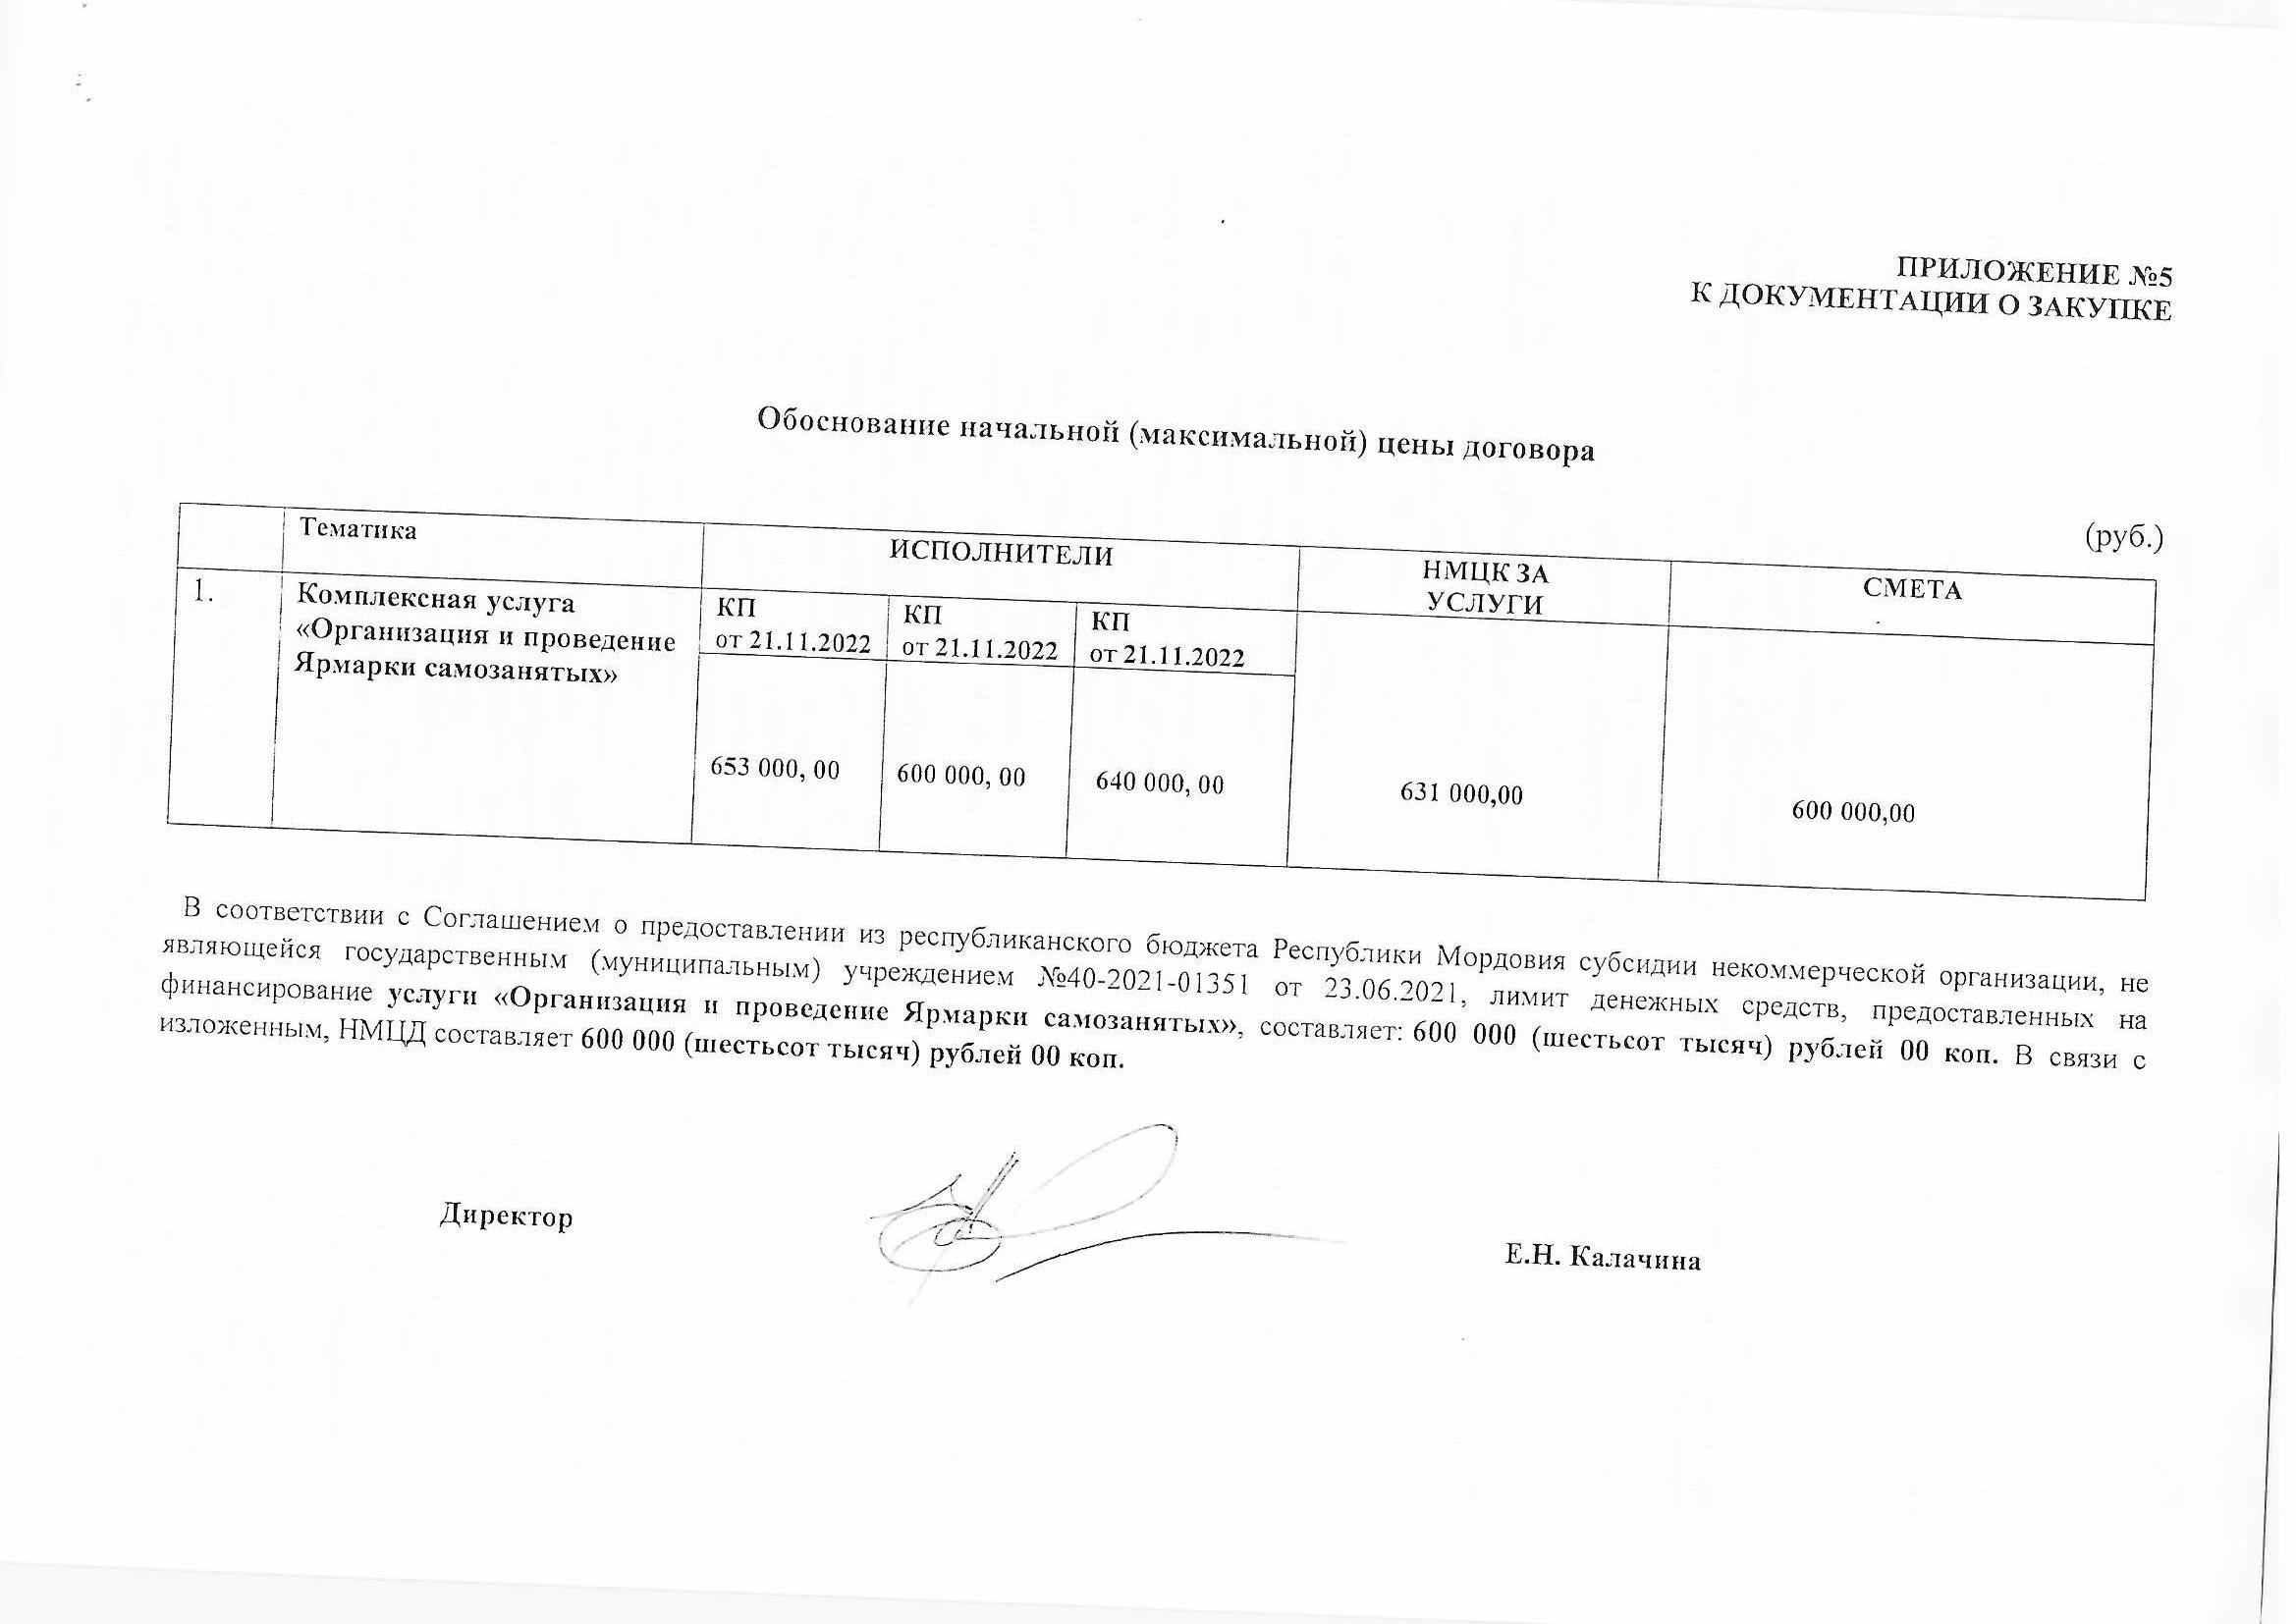 ПРИЛОЖЕНИЕ №5
К ДОКУМЕНТАЦИИ О ЗАКУПКЕ
Обоснование начальной (максимальной) цены договора
(руб.)
Тематика
ИСПОЛНИТЕЛИ
НМЦК ЗА
УСЛУГИ
СМЕТА
1.
Комплексная услуга
«Организация и проведение
Ярмарки самозанятых»
КП
от 21.11.2022
КП
от 21.11.2022
КП
от 21.11.2022
653 000, 00
600 000, 00
640 000, 00
631 000,00
600 000,00
В соответствии с Соглашением о предоставлении из республиканского бюджета Республики Мордовия субсидии некоммерческой организации, не
являющейся государственным (муниципальным) учреждением №40-2021-01351 от 23.06.2021, лимит денежных средств, предоставленных на
финансирование услуги «Организация и проведение Ярмарки самозанятых», составляет: 600 000 (шестьсот тысяч) рублей 00 коп. В связи с
изложенным, НМЦД составляет 600 000 (шестьсот тысяч) рублей 00 коп.
Директор
Е.Н. Калачина